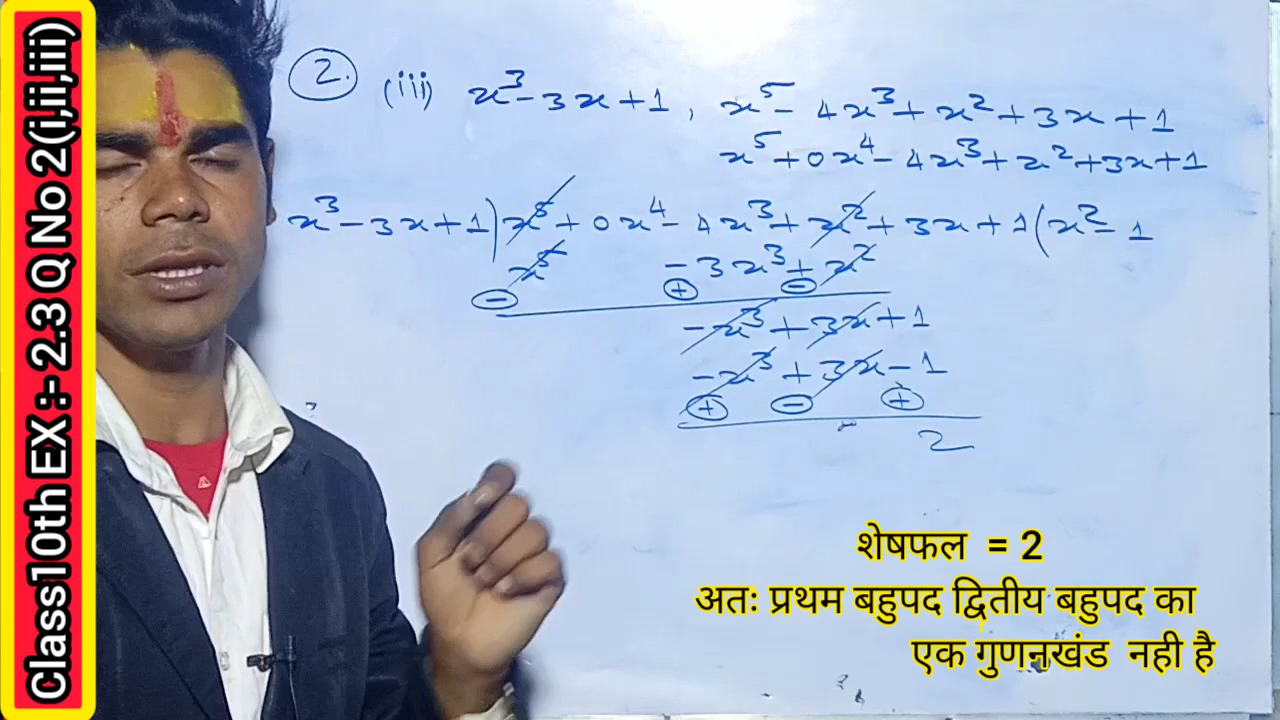 Class10th EX :- 2.3 Q No 2(i,ii,iii)
2. (iii) x³ - 3x + 1 , x⁵ - 4x³ + x² + 3x + 1
x⁵ + 0x⁴ - 4x³ + x² + 3x + 1
x³ - 3x + 1 ) x⁵ + 0x⁴ - 4x³ + x² + 3x + 1 ( x² - 1
x⁵ - 3x³ + x²
- + -
- x³ + 3x + 1
- x³ + 3x - 1
+ - +
2
शेषफल = 2
अतः प्रथम बहुपद द्वितीय बहुपद का
एक गुणनखंड नही है